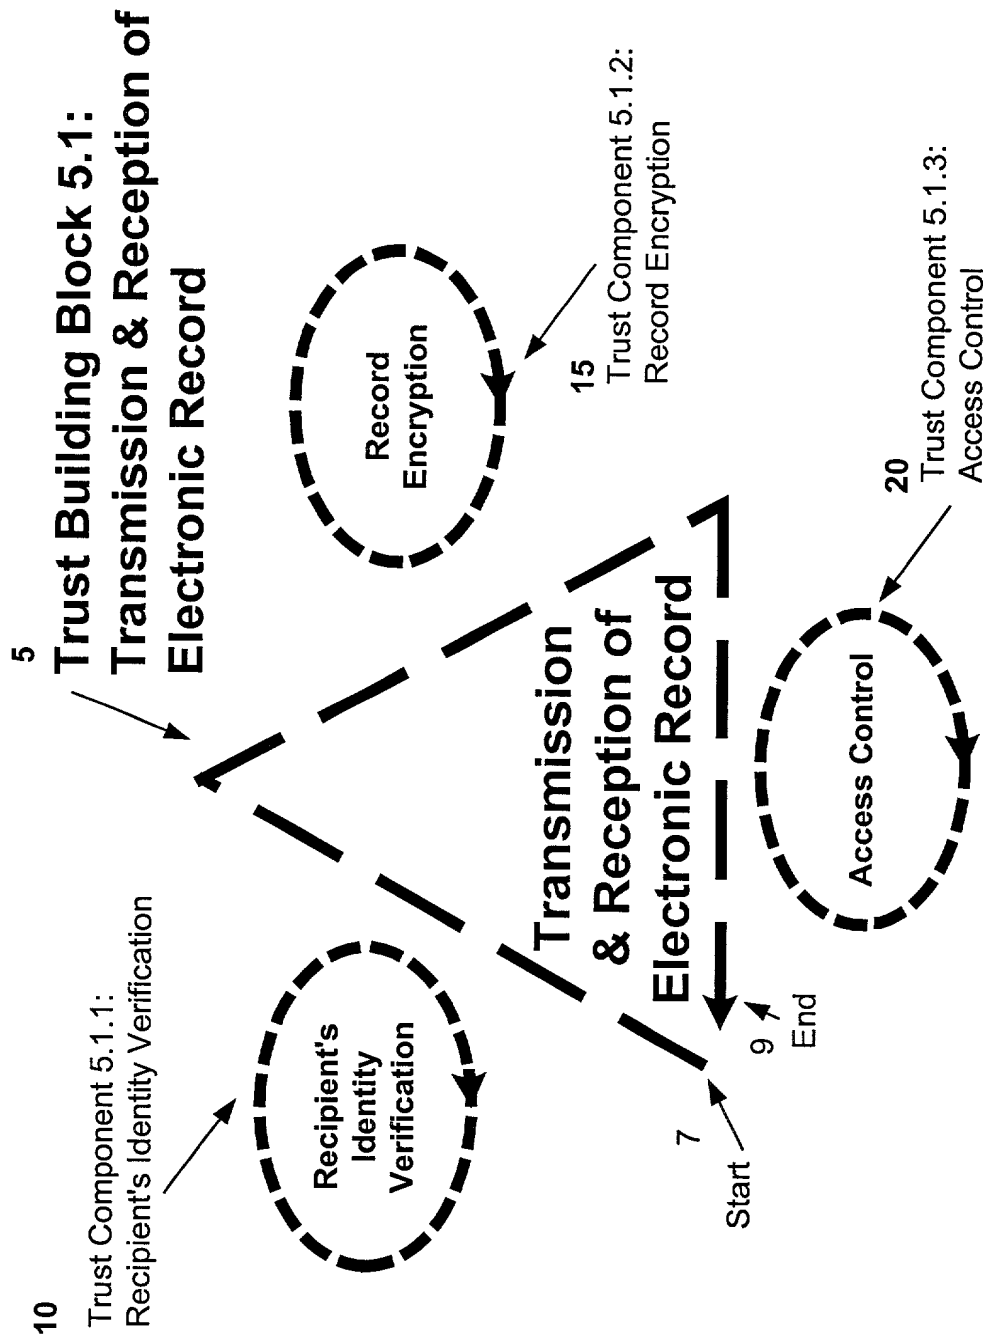 5
Trust Building Block 5.1:
Transmission & Reception of
Electronic Record
10
Trust Component 5.1.1:
Recipient's Identity Verification
Recipient's
Identity
Verification
Record
Encryption
15
Trust Component 5.1.2:
Record Encryption
Transmission
& Reception of
Electronic Record
7
Start
9
End
Access Control
20
Trust Component 5.1.3:
Access Control